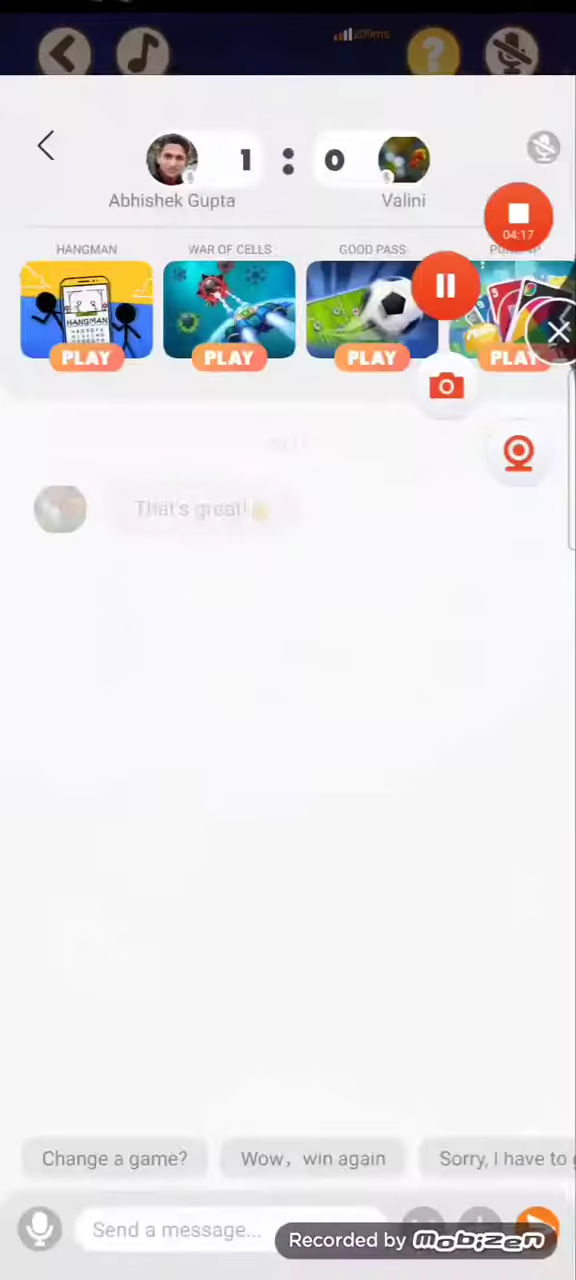 209ms
?
1 : 0
Abhishek Gupta
Valini
04:17
HANGMAN
WAR OF CELLS
GOOD PASS
HANGMAN
PLAY
PLAY
PLAY
PLAY
That's great!👍
Change a game?
Wow，win again
Sorry, I have to
Send a message...
Recorded by mobizen